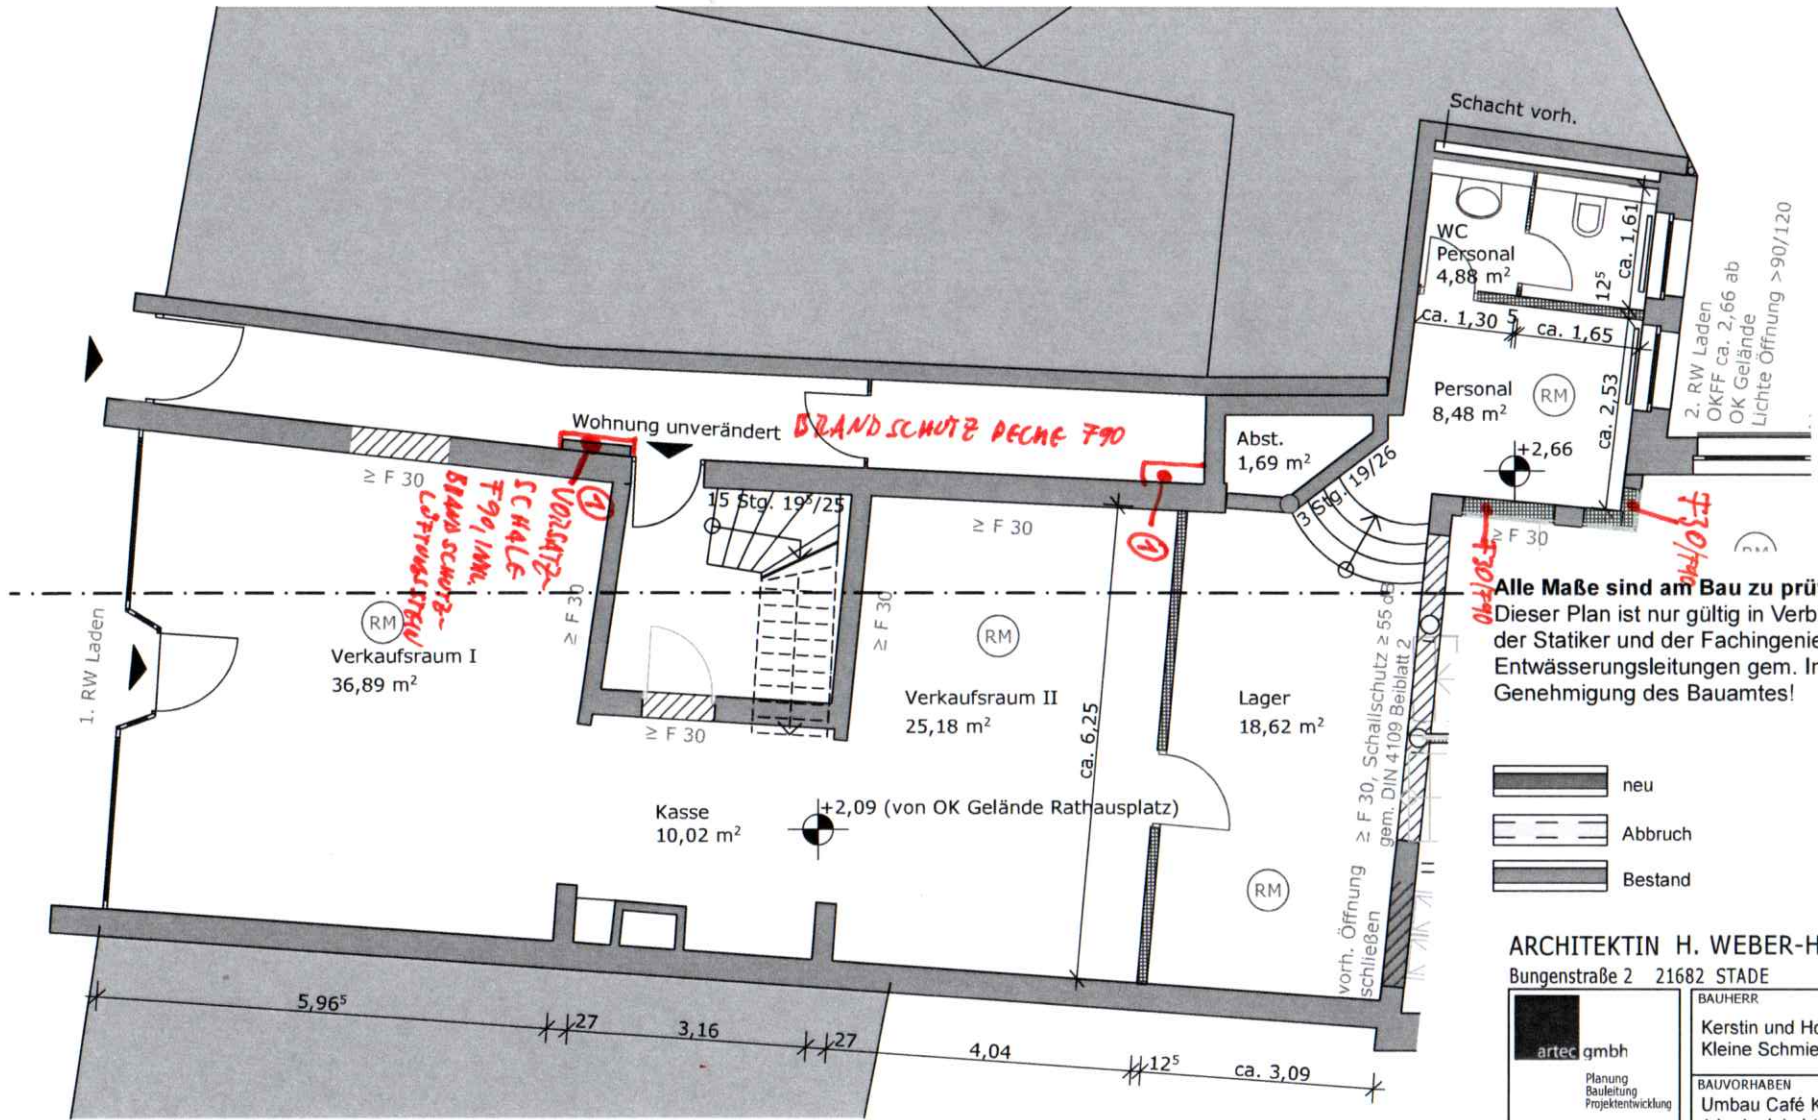 Schacht vorh.
WC
Personal
4,88 m²
ca. 1,61
12⁵
ca. 1,30
5
ca. 1,65
Personal
8,48 m²
RM
ca. 2,53
+2,66
2. RW Laden
OKFF ca. 2,66 ab
OK Gelände
Lichte Öffnung >90/120
Wohnung unverändert
BRANDSCHUTZ DECKE F90
Abst.
1,69 m²
3 Stg. 19/26
≥ F 30
15 Stg. 19⁵/25
≥ F 30
≥ F 30
1
VORSATZ-
SCHALE
F90, INKL.
BRANDSCHUTZ-
1
F30/F90
F30/F90
RM
≥ F 30
≥ F 30
≥ F 30
1. RW Laden
RM
Verkaufsraum I
36,89 m²
RM
Verkaufsraum II
25,18 m²
Lager
18,62 m²
ca. 6,25
≥ F 30, Schallschutz ≥ 55 dB
gem. DIN 4109 Beiblatt 2
Kasse
10,02 m²
+2,09 (von OK Gelände Rathausplatz)
RM
vorh. Öffnung
schließen
5,96⁵
27
3,16
27
4,04
12⁵
ca. 3,09
Alle Maße sind am Bau zu prü
Dieser Plan ist nur gültig in Verb
der Statiker und der Fachingenie
Entwässerungsleitungen gem. In
Genehmigung des Bauamtes!
neu
Abbruch
Bestand
ARCHITEKTIN H. WEBER-H
Bungenstraße 2 21682 STADE
artec gmbh
Planung
Bauleitung
Projektentwicklung
BAUHERR
Kerstin und Ho
Kleine Schmie
BAUVORHABEN
Umbau Café K